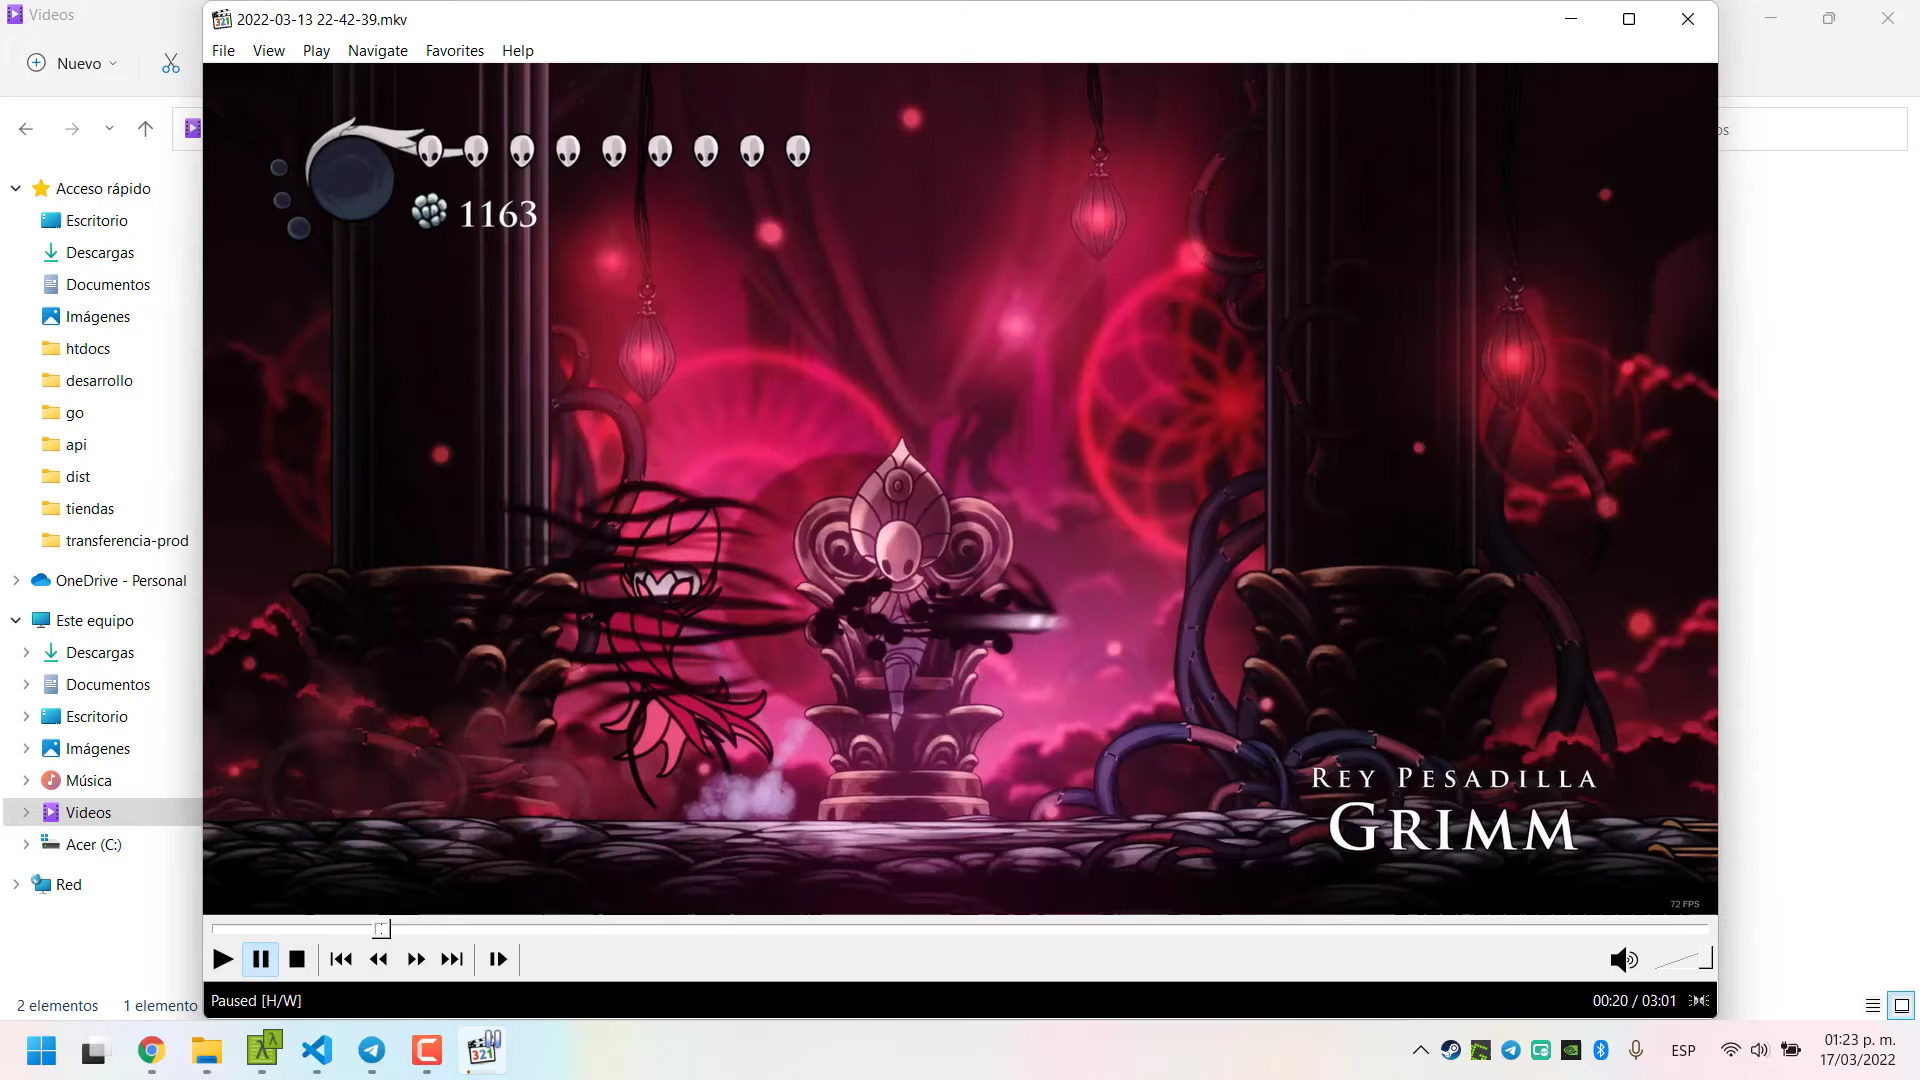 Videos
2022-03-13 22-42-39.mkv
File View Play Navigate Favorites Help
Nuevo
os
1163
Acceso rápido
Escritorio
Descargas
Documentos
Imágenes
htdocs
desarrollo
go
api
dist
tiendas
transferencia-prod
OneDrive - Personal
Este equipo
Descargas
Documentos
Escritorio
Imágenes
Música
Videos
Acer (C:)
Red
REY PESADILLA
GRIMM
72 FPS
2 elementos 1 elemento
Paused [H/W]
00:20 / 03:01
321
ESP
01:23 p. m.
17/03/2022